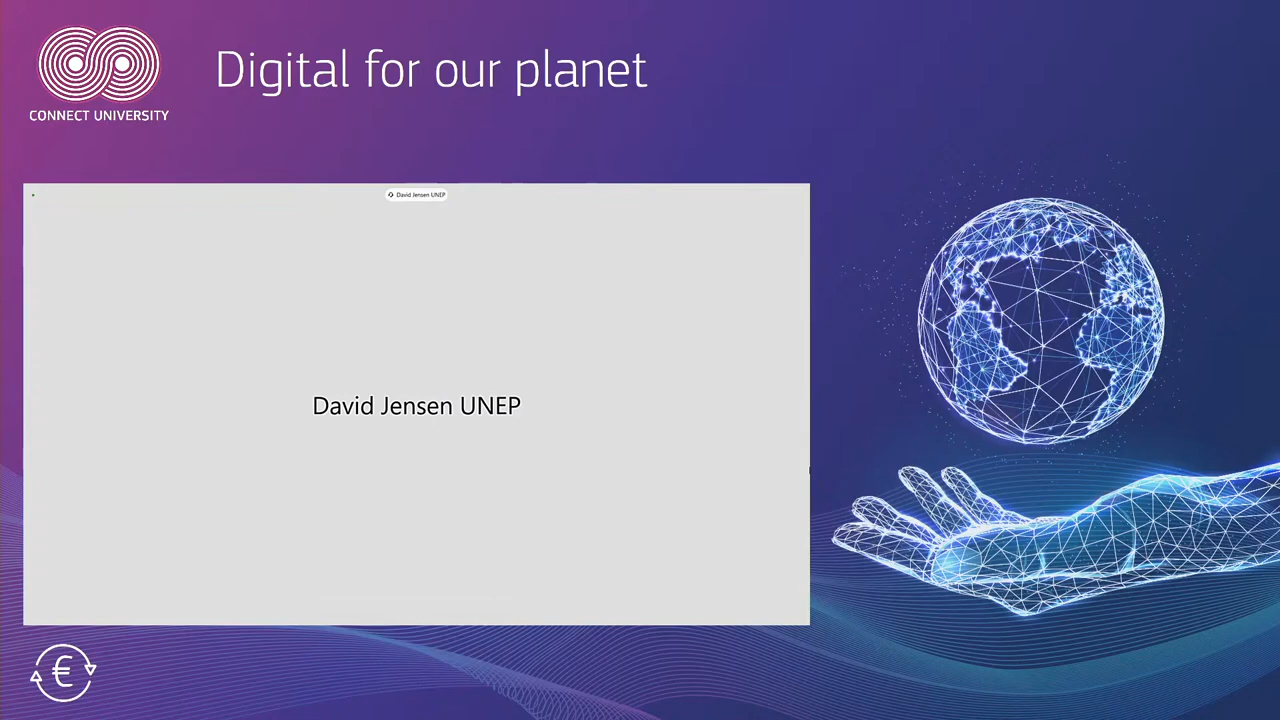 CONNECT UNIVERSITY
Digital for our planet
David Jensen UNEP
David Jensen UNEP
€